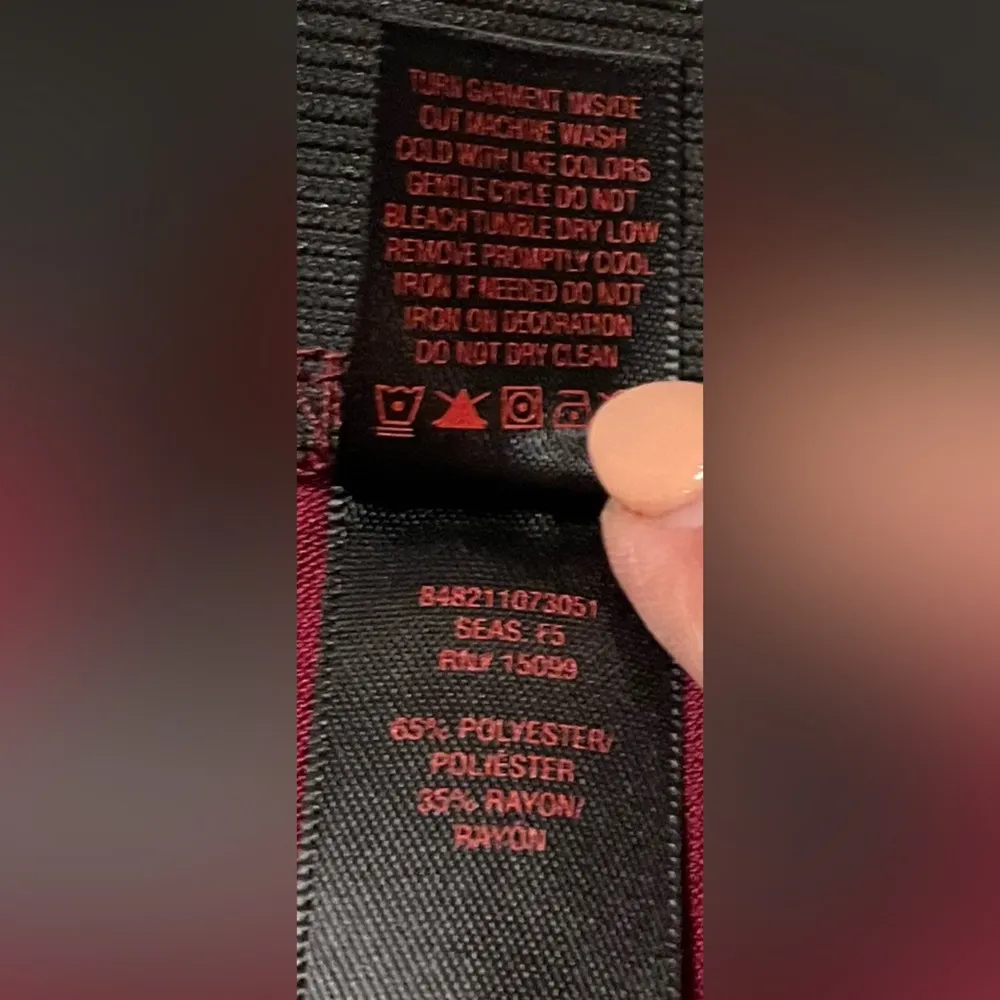 TURN GARMENT INSIDE
OUT MACHINE WASH
COLD WITH LIKE COLORS
GENTLE CYCLE DO NOT
BLEACH TUMBLE DRY LOW
REMOVE PROMPTLY COOL
IRON IF NEEDED DO NOT
IRON ON DECORATION
DO NOT DRY CLEAN
848211073051
SEAS. F5
RN# 15099
65% POLYESTER/
POLIÉSTER
35% RAYON/
RAYÓN